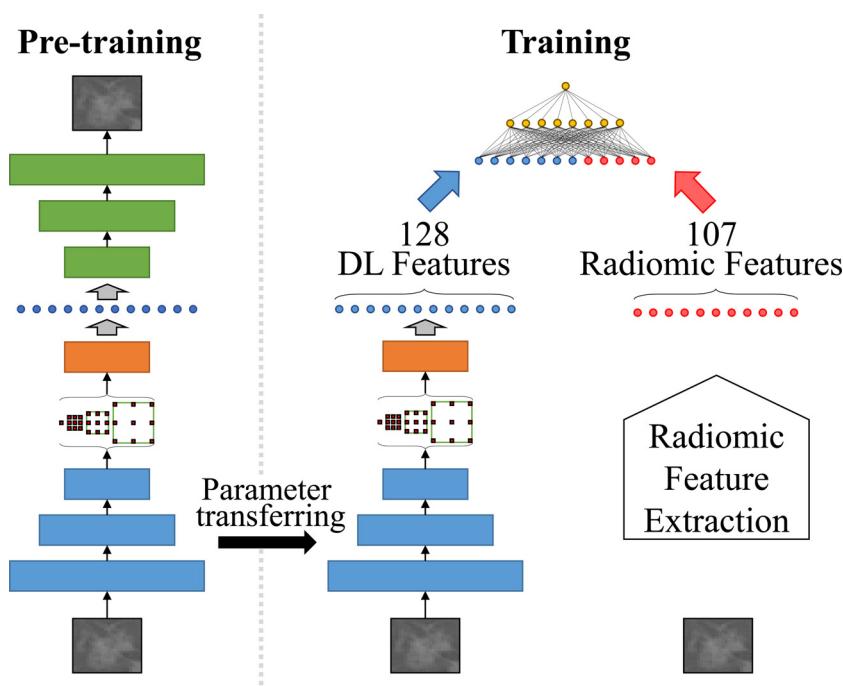 Pre-training
Training
128
DL Features
107
Radiomic Features
Parameter
transferring
Radiomic
Feature
Extraction